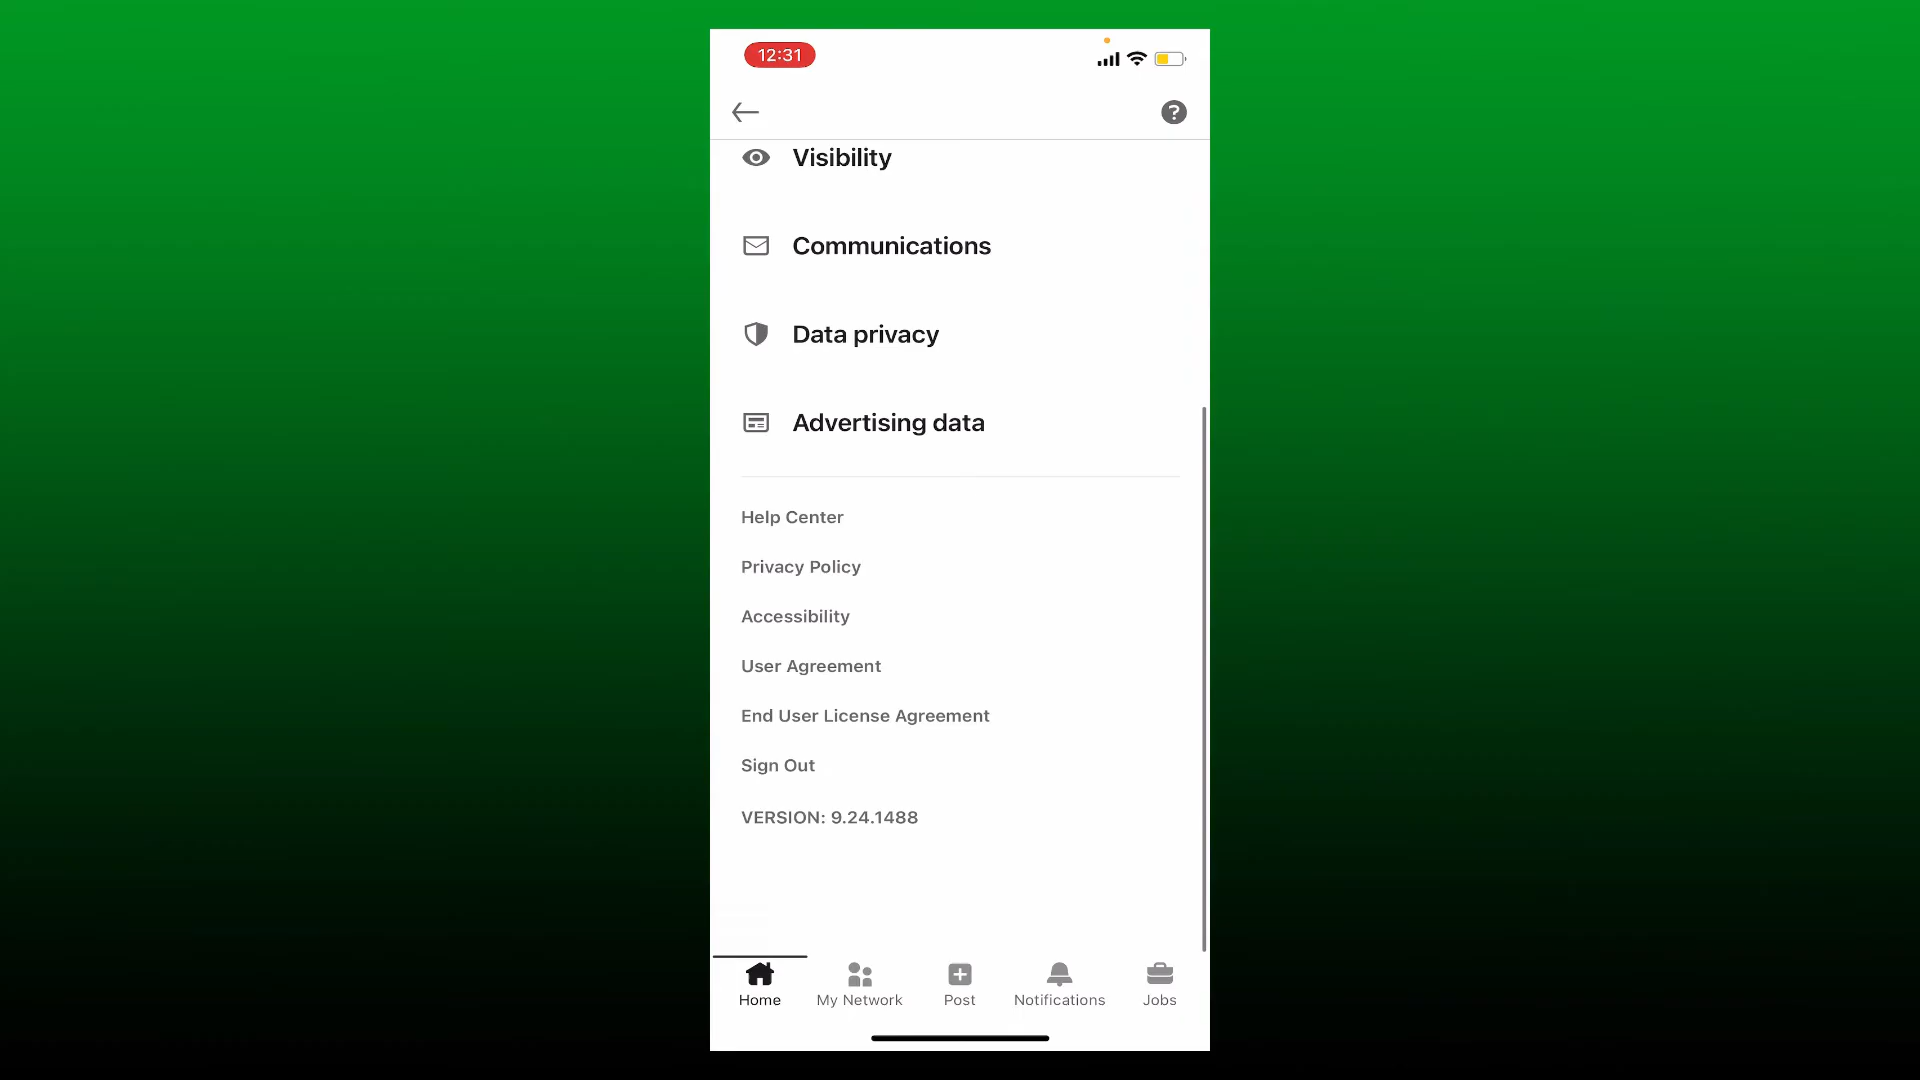 12:31
?
Visibility
Communications
Data privacy
Advertising data
Help Center
Privacy Policy
Accessibility
User Agreement
End User License Agreement
Sign Out
VERSION: 9.24.1488
Home
My Network
Post
Notifications
Jobs